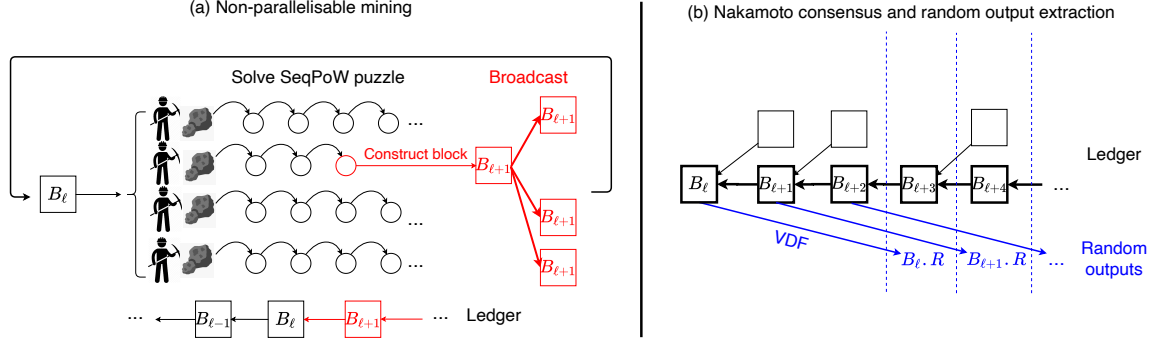 (a) Non-parallelisable mining
Solve SeqPoW puzzle
Broadcast
B_{ℓ+1}
...
Construct block
B_{ℓ+1}
B_ℓ
...
B_{ℓ+1}
...
B_{ℓ+1}
... B_{ℓ−1} B_ℓ B_{ℓ+1} ... Ledger
(b) Nakamoto consensus and random output extraction
Ledger
B_ℓ B_{ℓ+1} B_{ℓ+2} B_{ℓ+3} B_{ℓ+4} ...
VDF
B_ℓ.R B_{ℓ+1}.R ...
Random
outputs